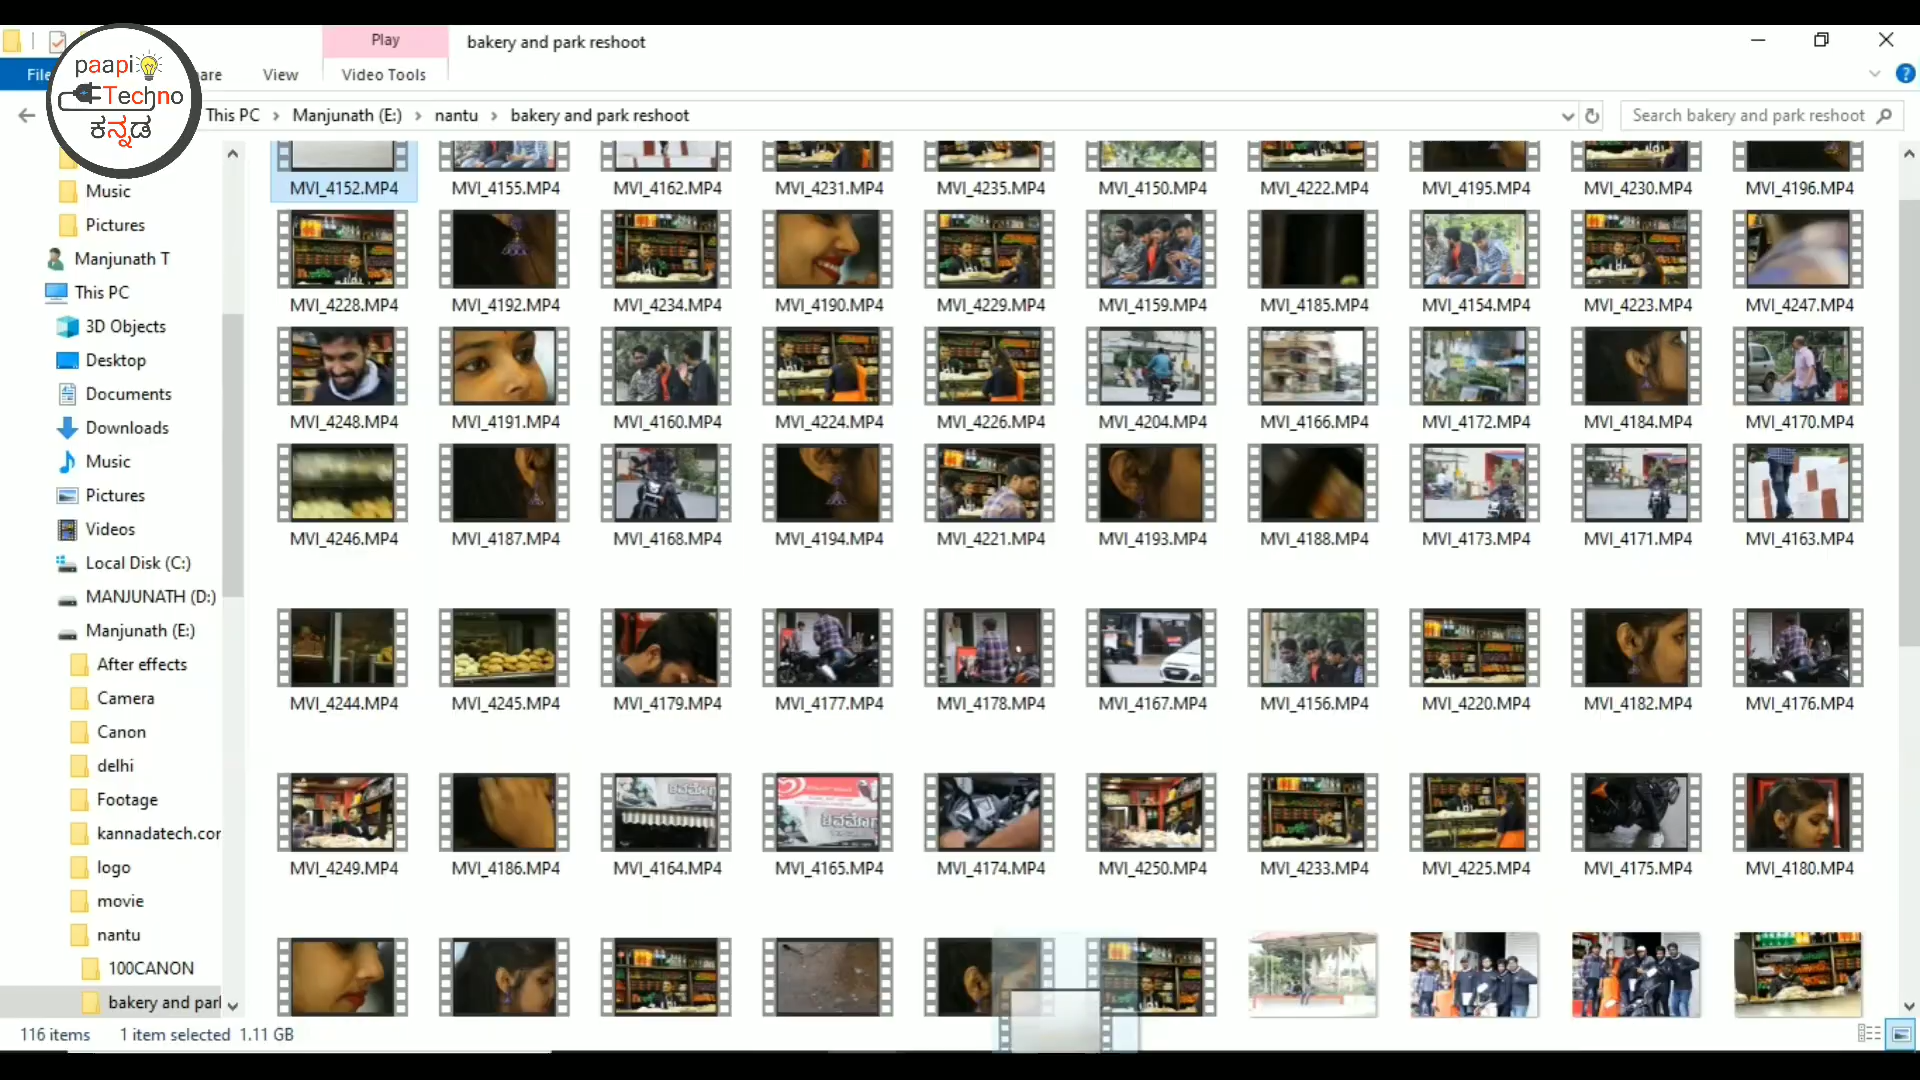 Play
bakery and park reshoot
paapi
Techno
ಕನ್ನಡ
File
are
View
Video Tools
This PC > Manjunath (E:) > nantu > bakery and park reshoot
Search bakery and park reshoot
Music
Pictures
Manjunath T
This PC
3D Objects
Desktop
Documents
Downloads
Music
Pictures
Videos
Local Disk (C:)
MANJUNATH (D:)
Manjunath (E:)
After effects
Camera
Canon
delhi
Footage
kannadatech.cor
logo
movie
nantu
100CANON
bakery and parl
MVI_4152.MP4 MVI_4155.MP4 MVI_4162.MP4 MVI_4231.MP4 MVI_4235.MP4 MVI_4150.MP4 MVI_4222.MP4 MVI_4195.MP4 MVI_4230.MP4 MVI_4196.MP4
MVI_4228.MP4 MVI_4192.MP4 MVI_4234.MP4 MVI_4190.MP4 MVI_4229.MP4 MVI_4159.MP4 MVI_4185.MP4 MVI_4154.MP4 MVI_4223.MP4 MVI_4247.MP4
MVI_4248.MP4 MVI_4191.MP4 MVI_4160.MP4 MVI_4224.MP4 MVI_4226.MP4 MVI_4204.MP4 MVI_4166.MP4 MVI_4172.MP4 MVI_4184.MP4 MVI_4170.MP4
MVI_4246.MP4 MVI_4187.MP4 MVI_4168.MP4 MVI_4194.MP4 MVI_4221.MP4 MVI_4193.MP4 MVI_4188.MP4 MVI_4173.MP4 MVI_4171.MP4 MVI_4163.MP4
MVI_4244.MP4 MVI_4245.MP4 MVI_4179.MP4 MVI_4177.MP4 MVI_4178.MP4 MVI_4167.MP4 MVI_4156.MP4 MVI_4220.MP4 MVI_4182.MP4 MVI_4176.MP4
MVI_4249.MP4 MVI_4186.MP4 MVI_4164.MP4 MVI_4165.MP4 MVI_4174.MP4 MVI_4250.MP4 MVI_4233.MP4 MVI_4225.MP4 MVI_4175.MP4 MVI_4180.MP4
116 items 1 item selected 1.11 GB